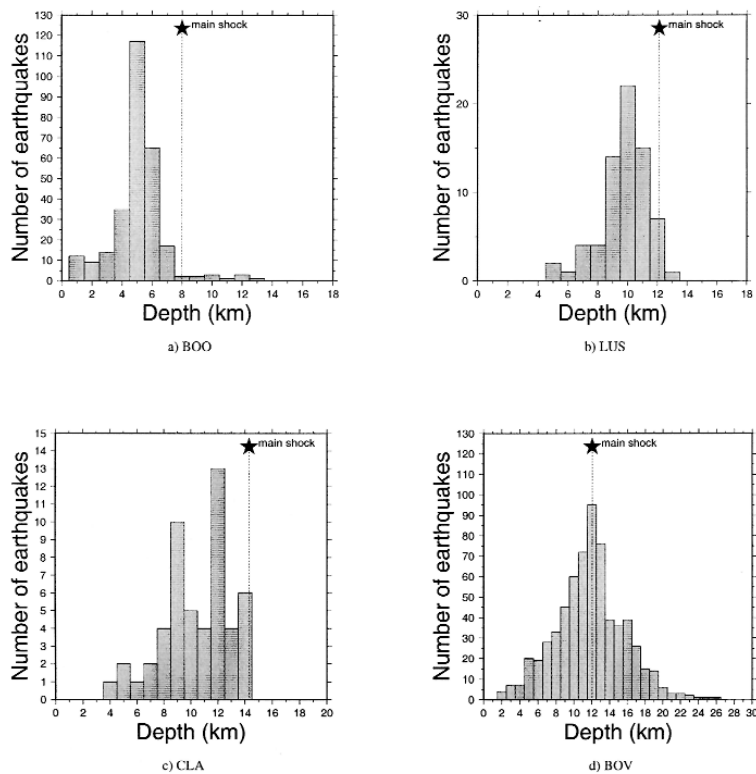 130
120
110
100
90
80
70
60
50
40
30
20
10
0
Number of earthquakes
main shock
0 2 4 6 8 10 12 14 16 18
Depth (km)
a) BOO
30
20
10
0
Number of earthquakes
main shock
0 2 4 6 8 10 12 14 16 18
Depth (km)
b) LUS
15
14
13
12
11
10
9
8
7
6
5
4
3
2
1
0
Number of earthquakes
main shock
0 2 4 6 8 10 12 14 16 18 20
Depth (km)
c) CLA
130
120
110
100
90
80
70
60
50
40
30
20
10
0
Number of earthquakes
main shock
0 2 4 6 8 10 12 14 16 18 20 22 24 26 28 30
Depth (km)
d) BOV